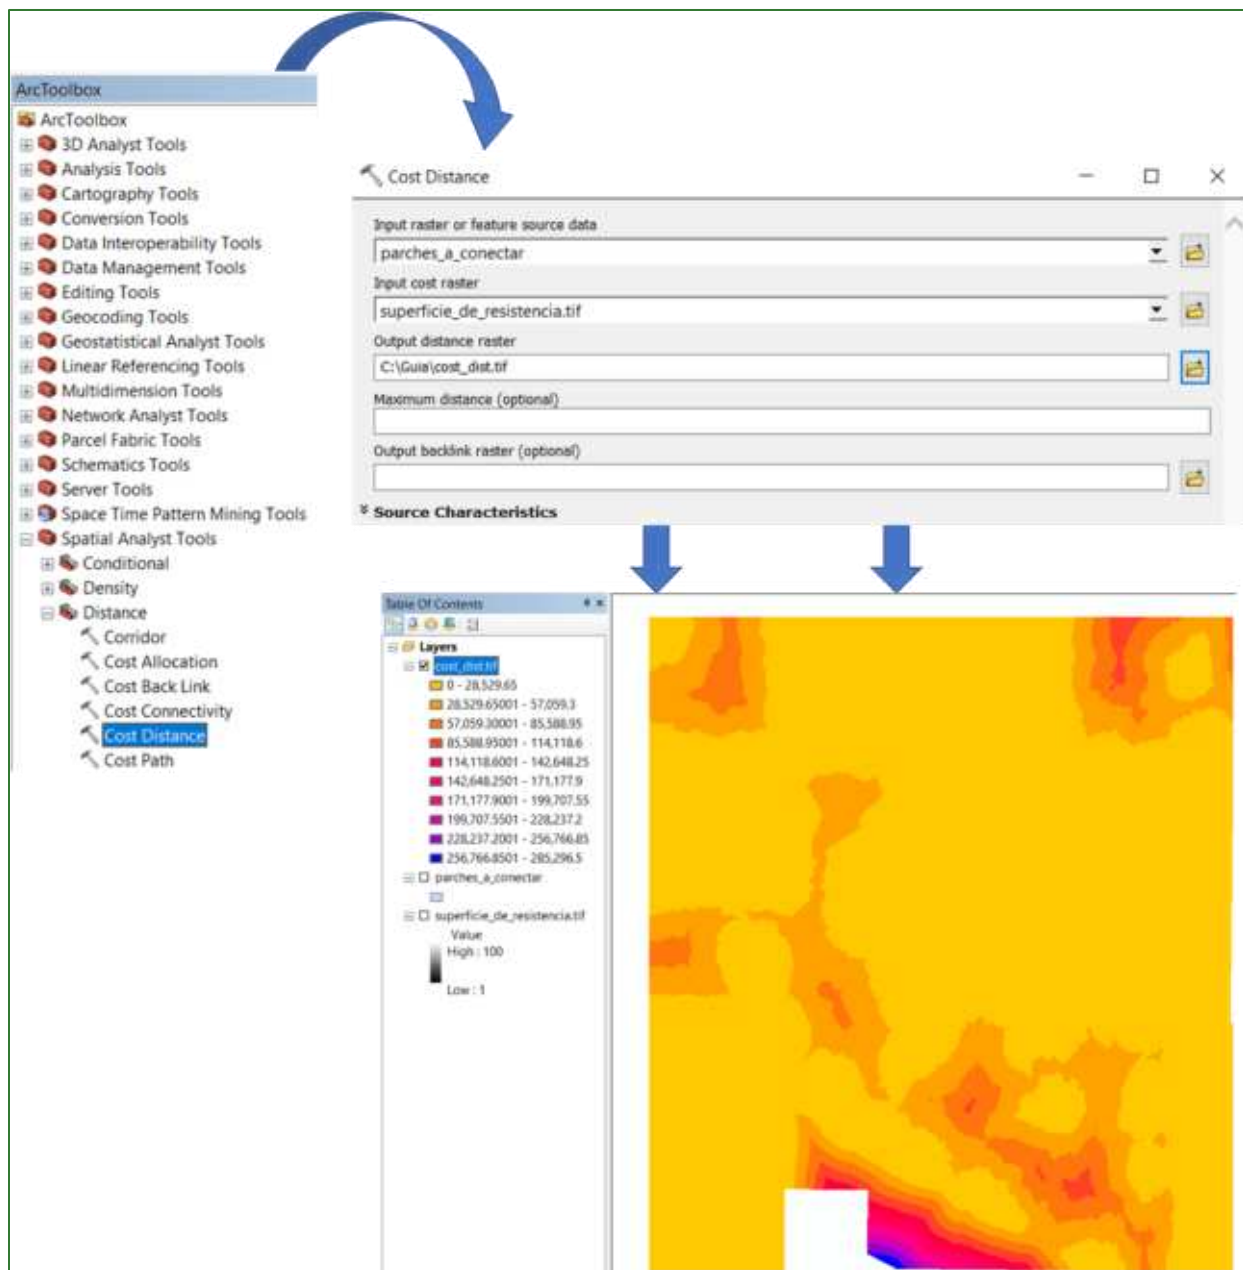 ArcToolbox
ArcToolbox
3D Analyst Tools
Analysis Tools
Cartography Tools
Conversion Tools
Data Interoperability Tools
Data Management Tools
Editing Tools
Geocoding Tools
Geostatistical Analyst Tools
Linear Referencing Tools
Multidimension Tools
Network Analyst Tools
Parcel Fabric Tools
Schematics Tools
Server Tools
Space Time Pattern Mining Tools
Spatial Analyst Tools
Conditional
Density
Distance
Corridor
Cost Allocation
Cost Back Link
Cost Connectivity
Cost Distance
Cost Path
Cost Distance
Input raster or feature source data
parches_a_conectar
Input cost raster
superficie_de_resistencia.tif
Output distance raster
C:\Guia\cost_dist.tif
Maximum distance (optional)
Output backlink raster (optional)
Source Characteristics
Table Of Contents
Layers
cost_dist.tif
0 - 28,529.65
28,529.65001 - 57,059.3
57,059.30001 - 85,588.95
85,588.95001 - 114,118.6
114,118.6001 - 142,648.25
142,648.2501 - 171,177.9
171,177.9001 - 199,707.55
199,707.5501 - 228,237.2
228,237.2001 - 256,766.85
256,766.8501 - 285,296.5
parches_a_conectar
superficie_de_resistencia.tif
Value
High : 100
Low : 1